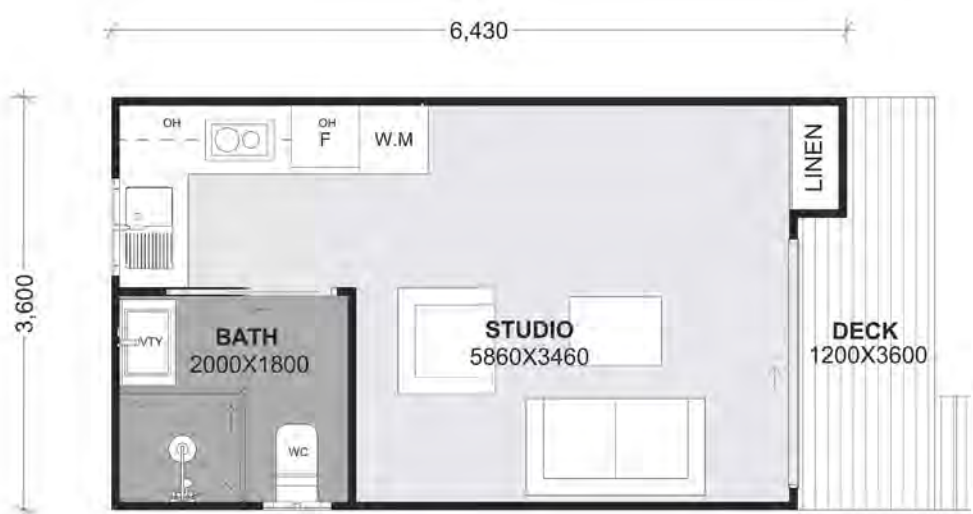 6,430
3,600
OH
OH
F
W.M
LINEN
BATH
2000X1800
VTY
STUDIO
5860X3460
DECK
1200X3600
WC